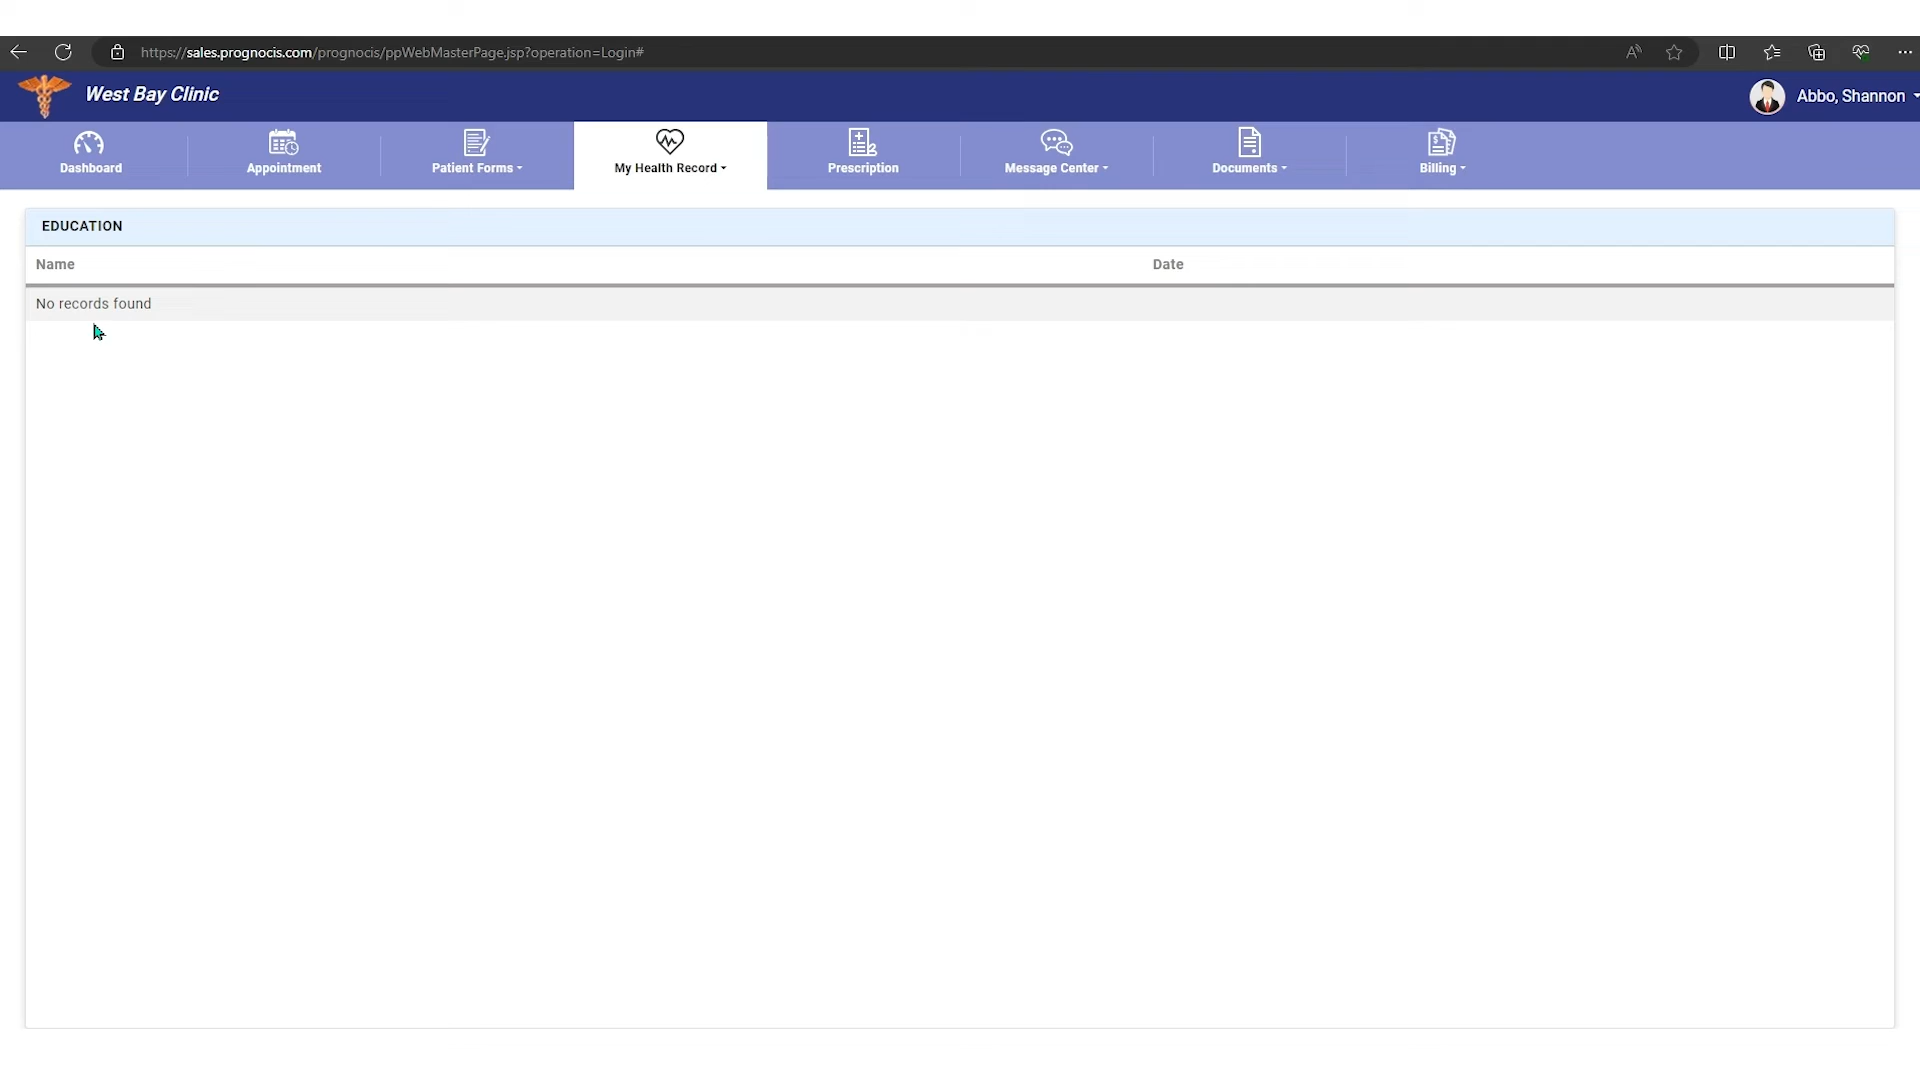 https://sales.prognocis.com/prognocis/ppWebMasterPage.jsp?operation=Login#
West Bay Clinic
Abbo, Shannon
Dashboard
Appointment
Patient Forms
My Health Record
Prescription
Message Center
Documents
Billing
EDUCATION
Name Date
No records found